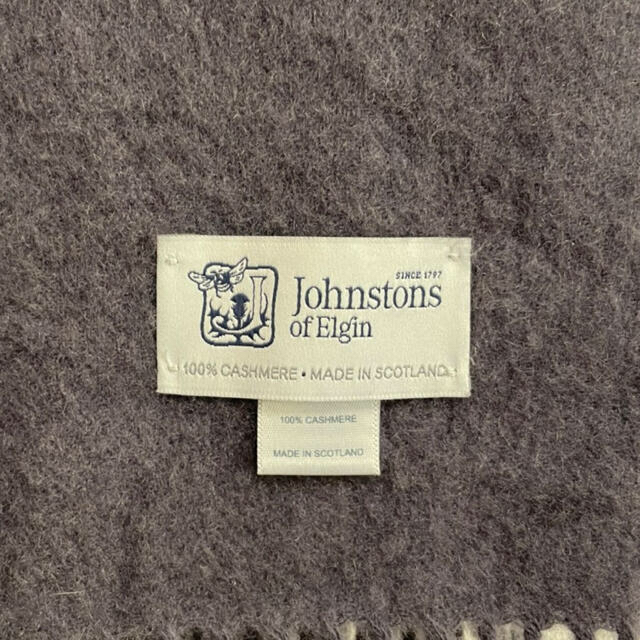 SINCE 1797
Johnstons
of Elgin
100% CASHMERE • MADE IN SCOTLAND
100% CASHMERE
MADE IN SCOTLAND